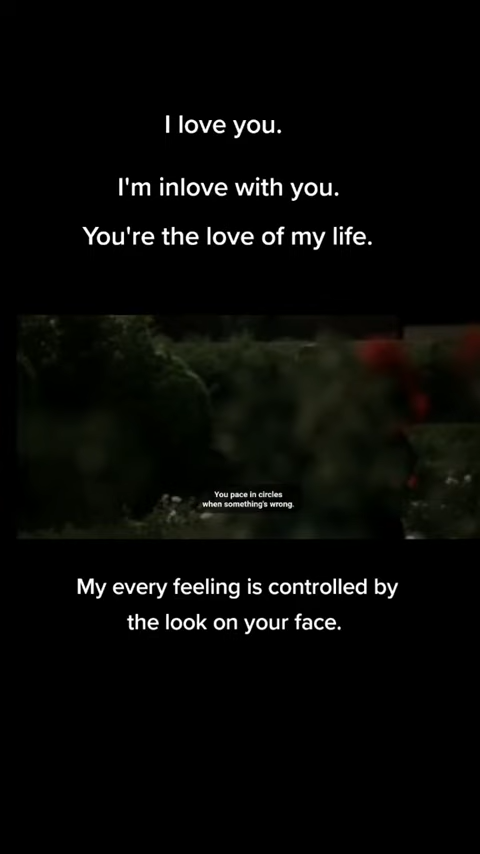 I love you.
I'm inlove with you.
You're the love of my life.
You pace in circles
when something's wrong.
My every feeling is controlled by
the look on your face.